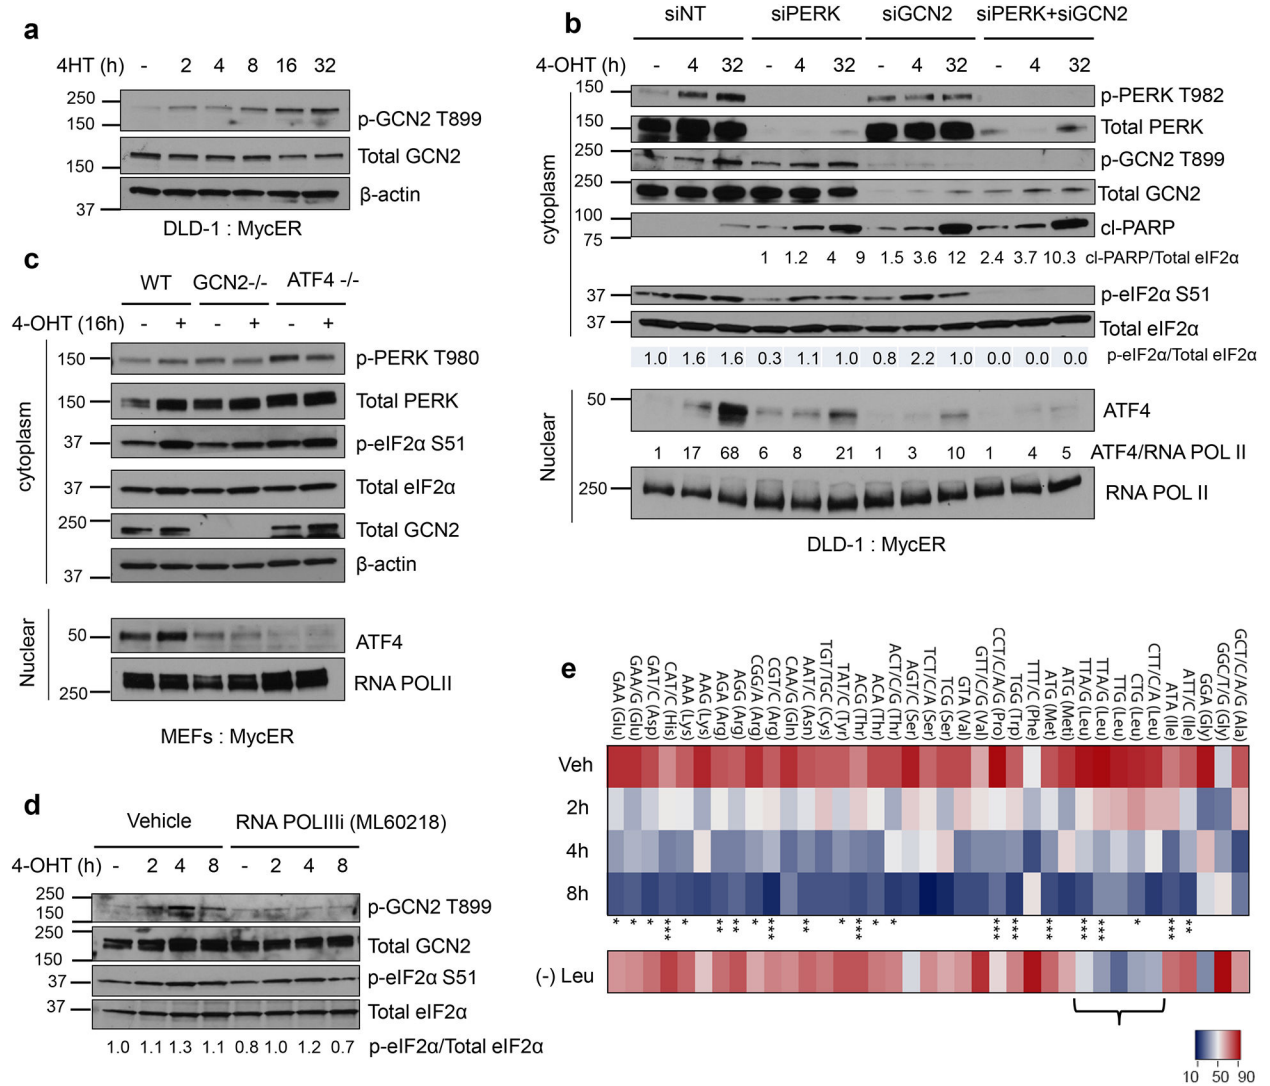 a
4HT (h) - 2 4 8 16 32
250
150
p-GCN2 T899
150
Total GCN2
37
β-actin
DLD-1 : MycER
b
siNT siPERK siGCN2 siPERK+siGCN2
4-OHT (h) - 4 32 - 4 32 - 4 32 - 4 32
cytoplasm
150
p-PERK T982
150
Total PERK
250
p-GCN2 T899
250
Total GCN2
100
75
cl-PARP
1 1.2 4 9 1.5 3.6 12 2.4 3.7 10.3 cl-PARP/Total eIF2α
37
p-eIF2α S51
37
Total eIF2α
1.0 1.6 1.6 0.3 1.1 1.0 0.8 2.2 1.0 0.0 0.0 0.0 p-eIF2α/Total eIF2α
Nuclear
50
ATF4
1 17 68 6 8 21 1 3 10 1 4 5 ATF4/RNA POL II
250
RNA POL II
DLD-1 : MycER
c
WT GCN2-/- ATF4 -/-
4-OHT (16h) - + - + - +
cytoplasm
150
p-PERK T980
150
Total PERK
37
p-eIF2α S51
37
Total eIF2α
250
Total GCN2
37
β-actin
Nuclear
50
ATF4
250
RNA POLII
MEFs : MycER
d
Vehicle RNA POLIIIi (ML60218)
4-OHT (h) - 2 4 8 - 2 4 8
250
150
p-GCN2 T899
250
150
Total GCN2
37
p-eIF2α S51
37
Total eIF2α
1.0 1.1 1.3 1.1 0.8 1.0 1.2 0.7 p-eIF2α/Total eIF2α
e
GAA (Glu)
GAA/G (Glu)
GAT/C (Asp)
CAT/C (His)
AAA (Lys)
AAG (Lys)
AGA (Arg)
AGG (Arg)
CGG/A (Arg)
CGT/C (Arg)
CAA/G (Gln)
AAT/C (Asn)
TGT/TGC (Cys)
TAT/C (Tyr)
ACG (Thr)
ACA (Thr)
ACT/C/G (Thr)
AGT/C (Ser)
TCT/C/A (Ser)
TCG (Ser)
GTA (Val)
GTT/C/G (Val)
CCT/C/A/G (Pro)
TGG (Trp)
TTT/C (Phe)
ATG (Met)
ATG (Meti)
TTA/G (Leu)
TTA/G (Leu)
TTG (Leu)
CTG (Leu)
CTT/C/A (Leu)
ATA (Ile)
ATT/C (Ile)
GGA (Gly)
GGC/T/G (Gly)
GCT/C/A/G (Ala)
Veh
2h
4h
8h
* * * *** * ** ** * *** ** * *** * * *** *** *** *** *** * *** **
(-) Leu
10 50 90